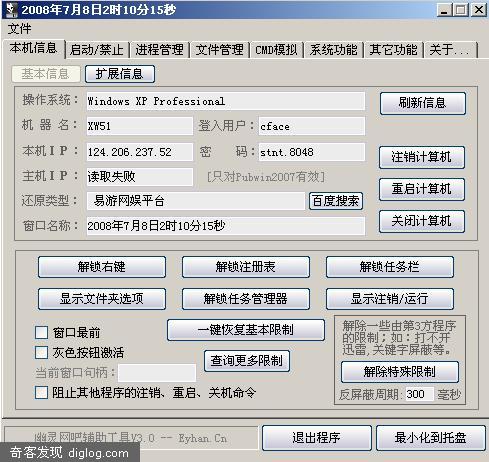 2008年7月8日2时10分15秒
文件
本机信息 启动/禁止 进程管理 文件管理 CMD模拟 系统功能 其它功能 关于...
基本信息 扩展信息
操作系统： Windows XP Professional 刷新信息
机 器 名： XW51 登入用户： cface
本机IP： 124.206.237.52 密 码： stnt.8048 注销计算机
主机IP： 读取失败 [只对Pubwin2007有效] 重启计算机
还原类型： 易游网娱平台 百度搜索 关闭计算机
窗口名称： 2008年7月8日2时10分15秒
解锁右键 解锁注册表 解锁任务栏
显示文件夹选项 解锁任务管理器 显示注销/运行
窗口最前 一键恢复基本限制
灰色按钮激活 查询更多限制
当前窗口句柄：
阻止其他程序的注销、重启、关机命令
解除一些由第3方程序
的限制；如：打不开
迅雷,关键字屏蔽等。
解除特殊限制
反屏蔽周期: 300 毫秒
幽灵网吧辅助工具V3.0 -- Eyhan.Cn 退出程序 最小化到托盘
奇客发现 diglog.com